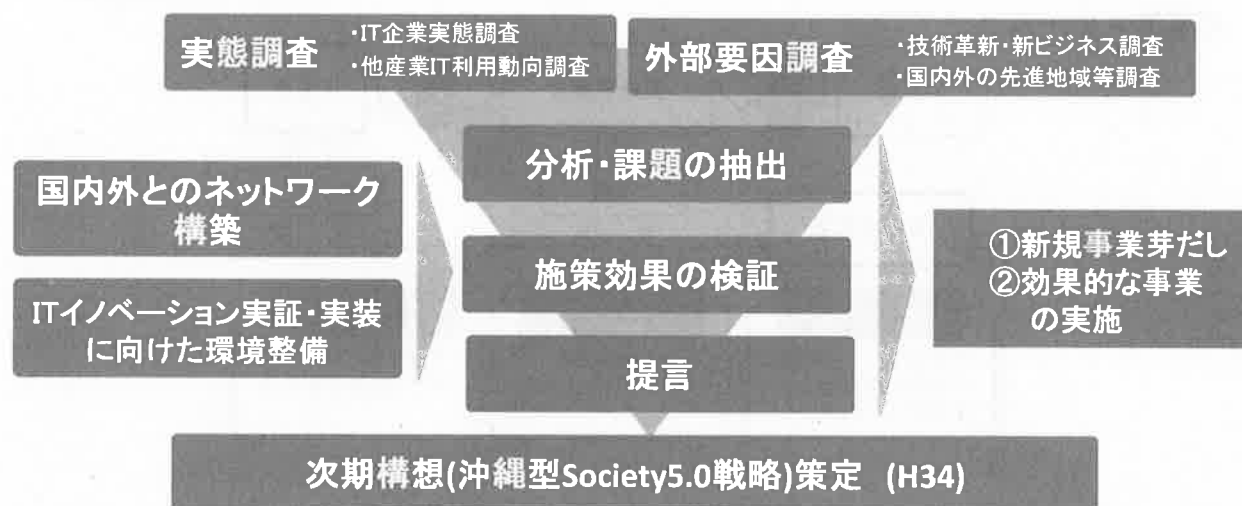 実態調査
・IT企業実態調査
・他産業IT利用動向調査
外部要因調査
・技術革新・新ビジネス調査
・国内外の先進地域等調査
国内外とのネットワーク
構築
ITイノベーション実証・実装
に向けた環境整備
分析・課題の抽出
施策効果の検証
提言
①新規事業芽だし
②効果的な事業
の実施
次期構想(沖縄型Society5.0戦略)策定 (H34)